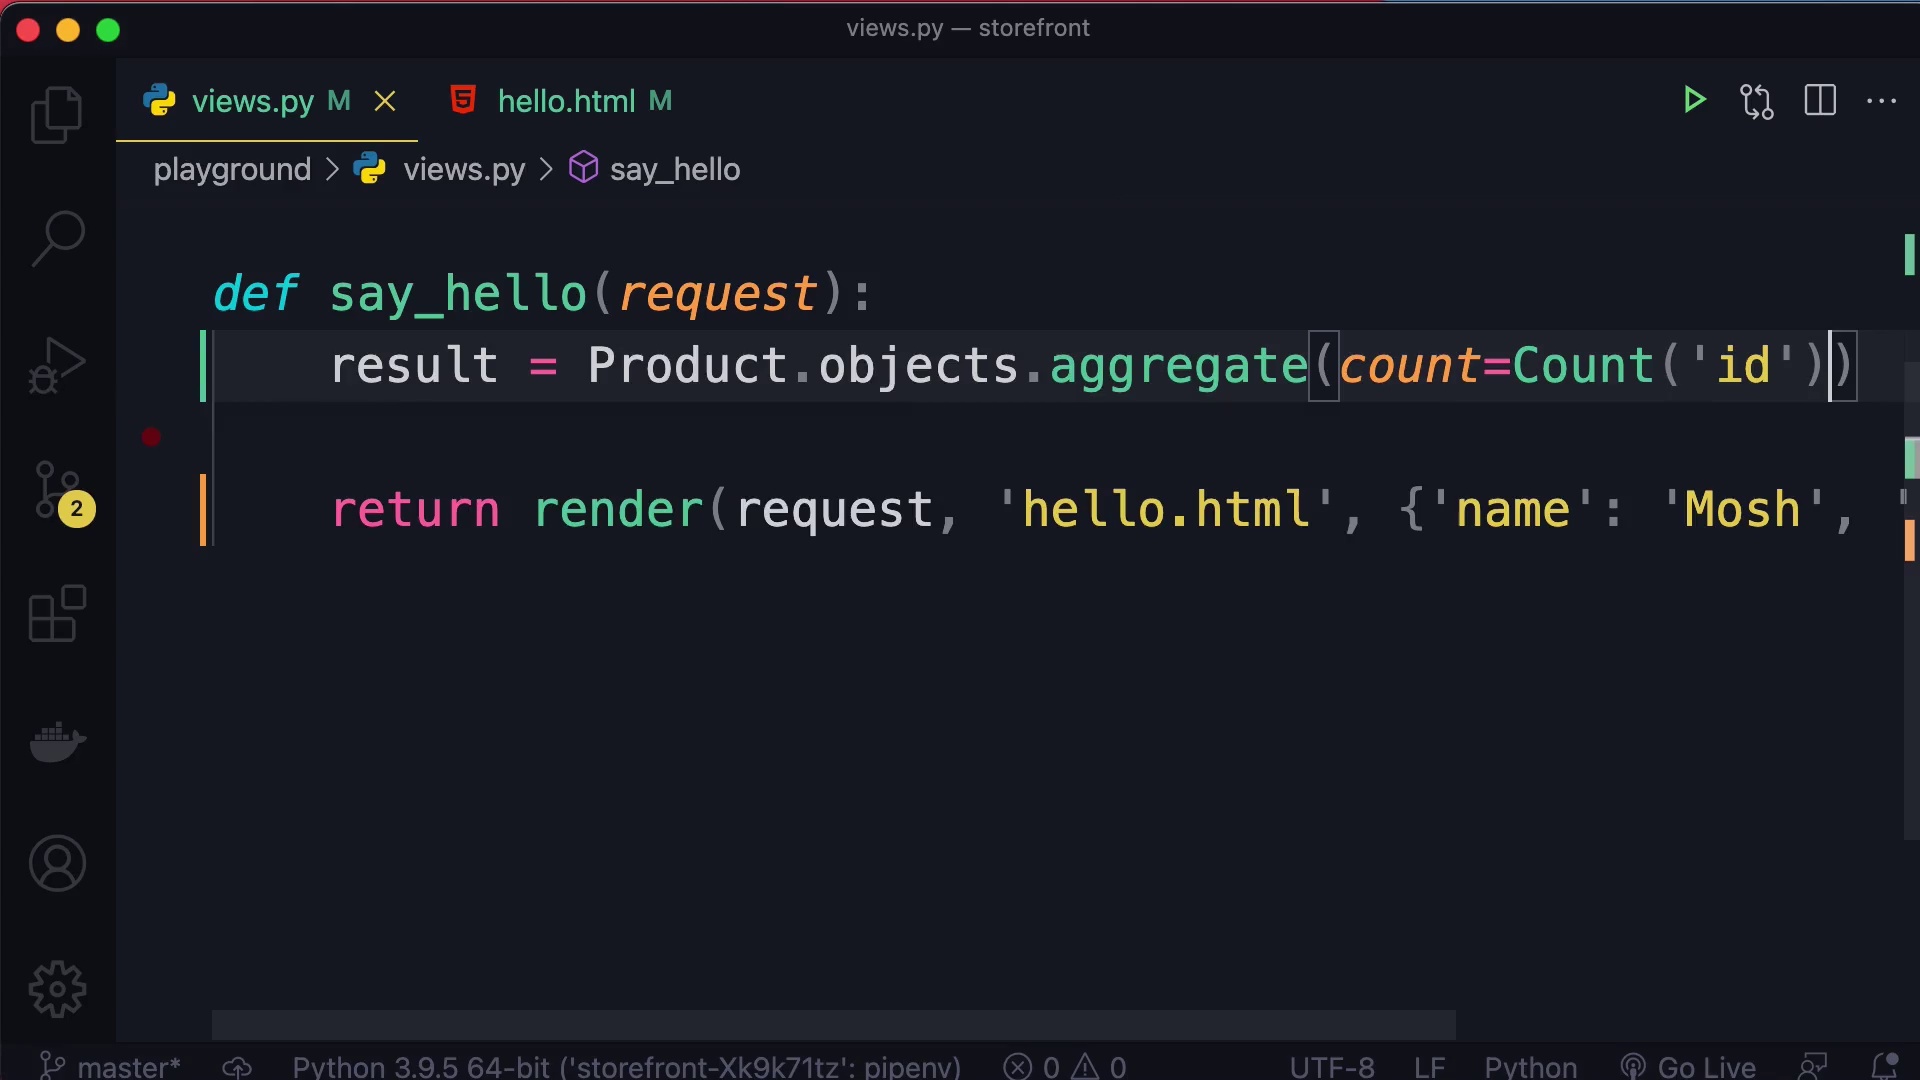 views.py — storefront
views.py M hello.html M
playground > views.py > say_hello
def say_hello(request):
result = Product.objects.aggregate(count=Count('id'))
return render(request, 'hello.html', {'name': 'Mosh', '
2
master* Python 3.9.5 64-bit ('storefront-Xk9k71tz': pipenv) 0 0 UTF-8 LF Python Go Live